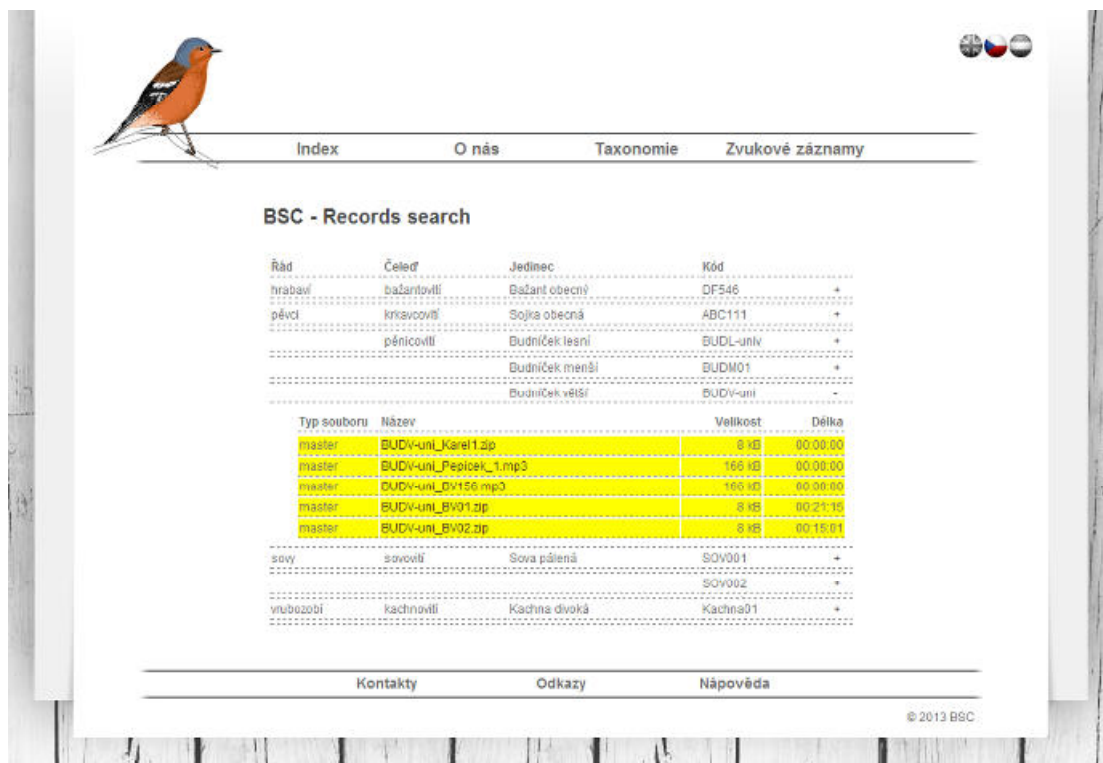 Index O nás Taxonomie Zvukové záznamy
BSC - Records search
Řád Čeleď Jedinec Kód
hrabaví bažantovití Bažant obecný DF546 +
pěvci krkavcovití Sojka obecná ABC111 +
pěnicovití Budníček lesní BUDL-univ +
Budníček menší BUDM01 +
Budníček větší BUDV-uni -
Typ souboru Název Velikost Délka
master BUDV-uni_Karel1.zip 8 kB 00:00:00
master BUDV-uni_Pepicek_1.mp3 166 kB 00:00:00
master BUDV-uni_BV156.mp3 166 kB 00:00:00
master BUDV-uni_BV01.zip 8 kB 00:21:15
master BUDV-uni_BV02.zip 8 kB 00:15:01
sovy sovovití Sova pálená SOV001 +
SOV002 +
vrubozobí kachnovití Kachna divoká Kachna01 +
Kontakty Odkazy Nápověda
© 2013 BSC